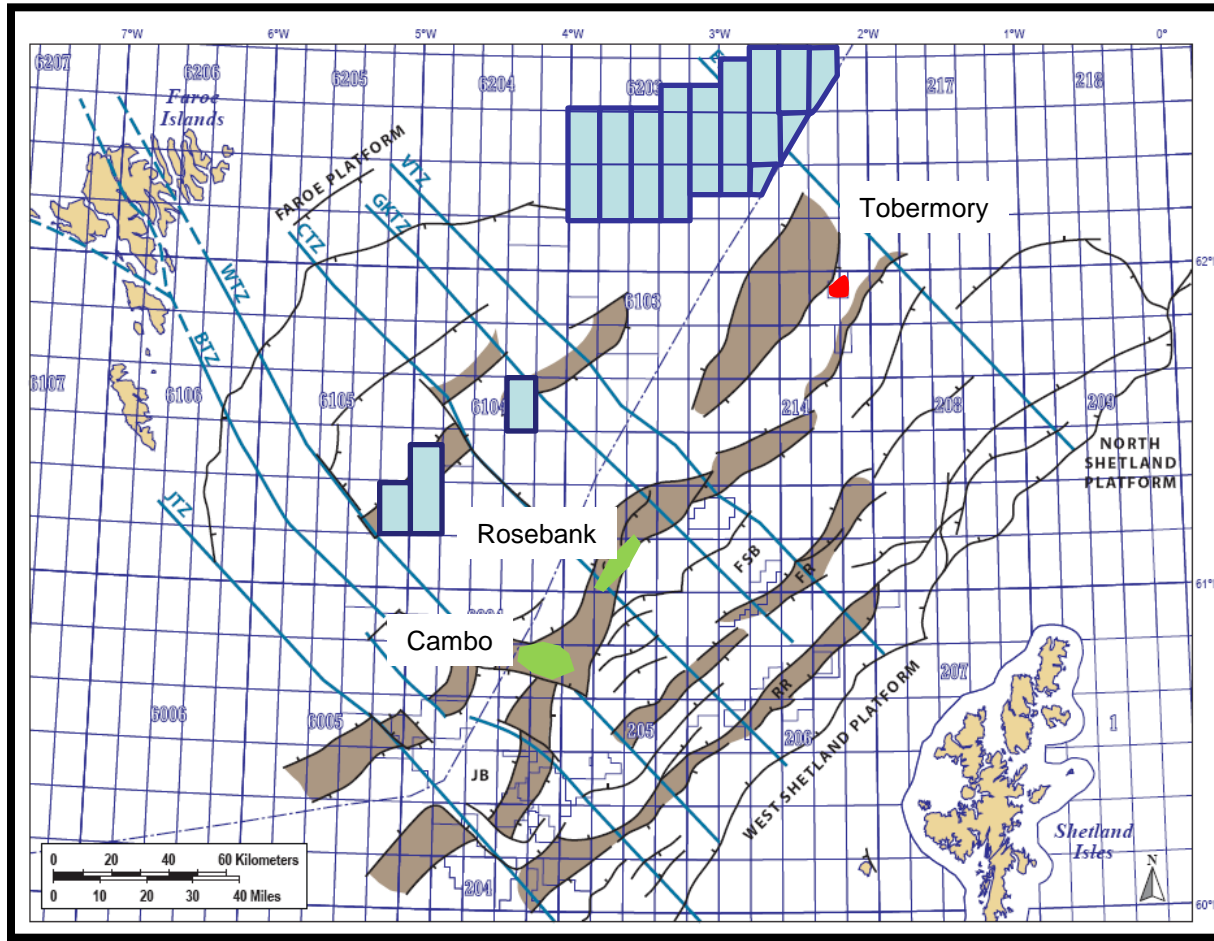 7°W
6°W
5°W
4°W
3°W
2°W
1°W
0°
6207
6206
6205
6204
6203
217
218
Faroe
Islands
FAROE PLATFORM
VTZ
GKTZ
CTZ
WTZ
BTZ
JTZ
Tobermory
62°
6103
6107
6106
6105
6104
214
208
209
NORTH
SHETLAND
PLATFORM
Rosebank
FSB
FR
61°
Cambo
RR
207
6006
6005
205
206
1
JB
WEST SHETLAND PLATFORM
Shetland
Isles
204
0 20 40 60 Kilometers
0 10 20 30 40 Miles
N
60°